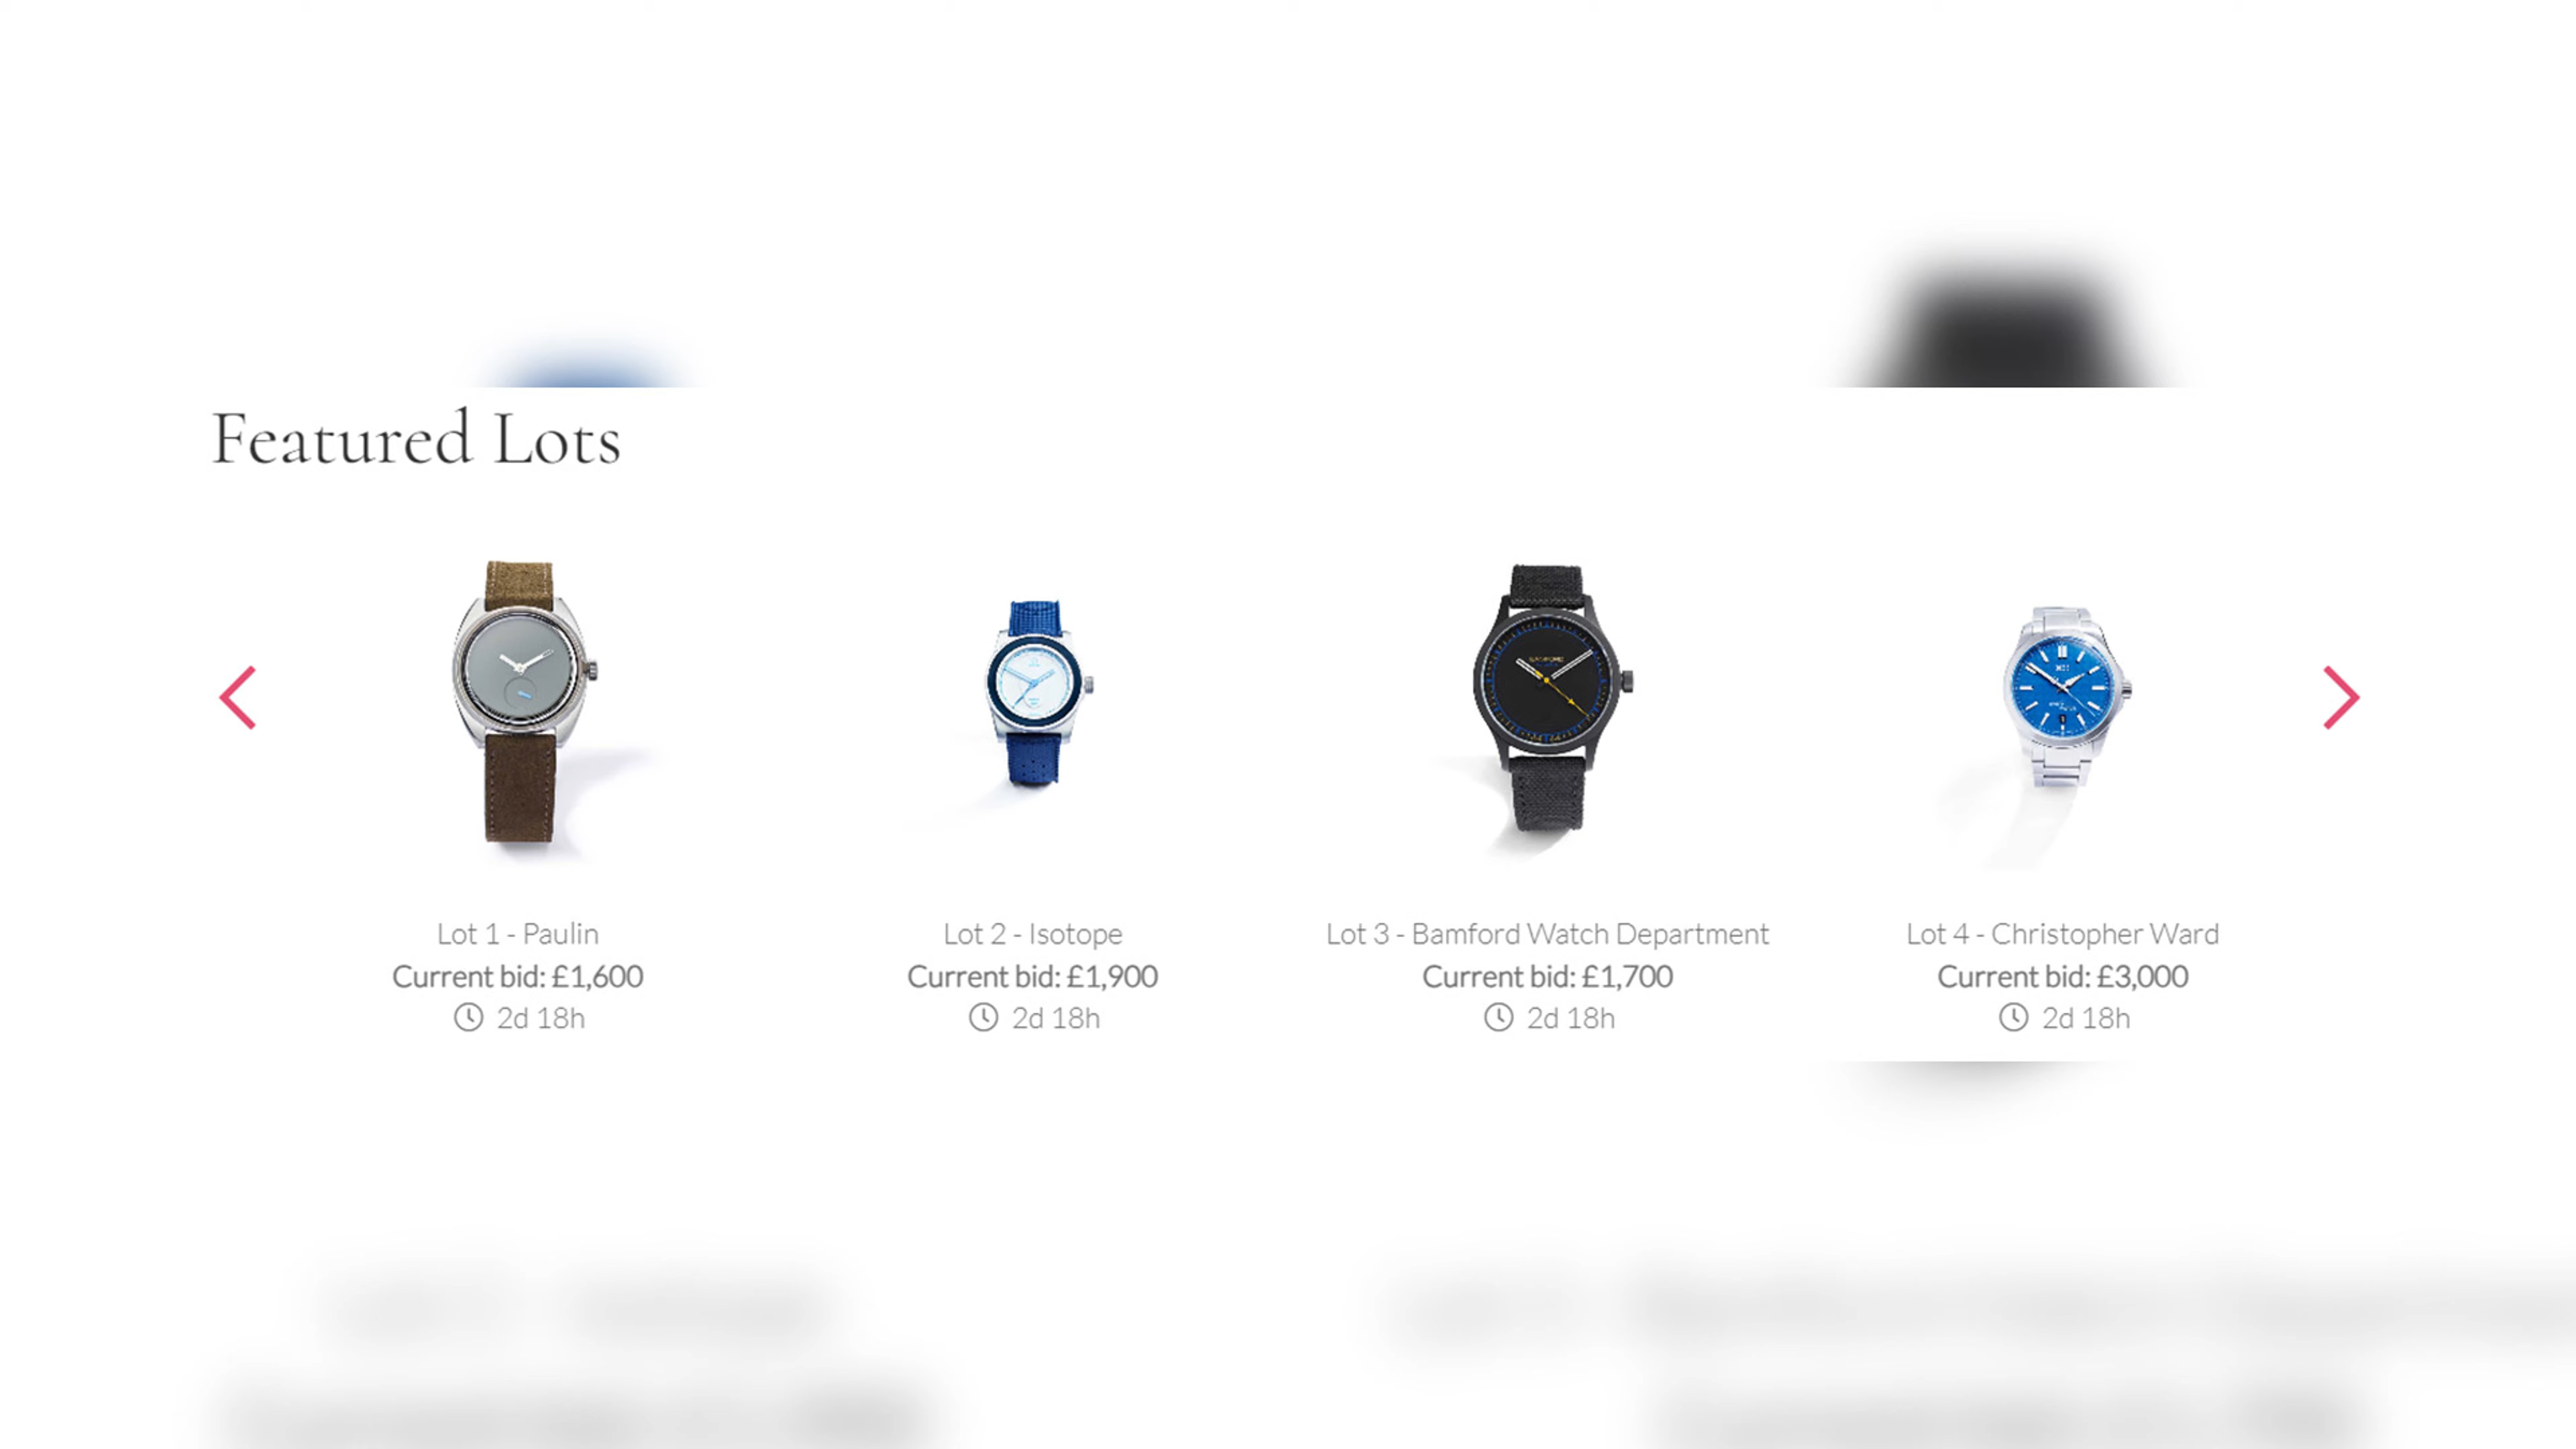 Featured Lots
Lot 1 - Paulin
Current bid: £1,600
2d 18h
Lot 2 - Isotope
Current bid: £1,900
2d 18h
BAMFORD
Lot 3 - Bamford Watch Department
Current bid: £1,700
2d 18h
Lot 4 - Christopher Ward
Current bid: £3,000
2d 18h